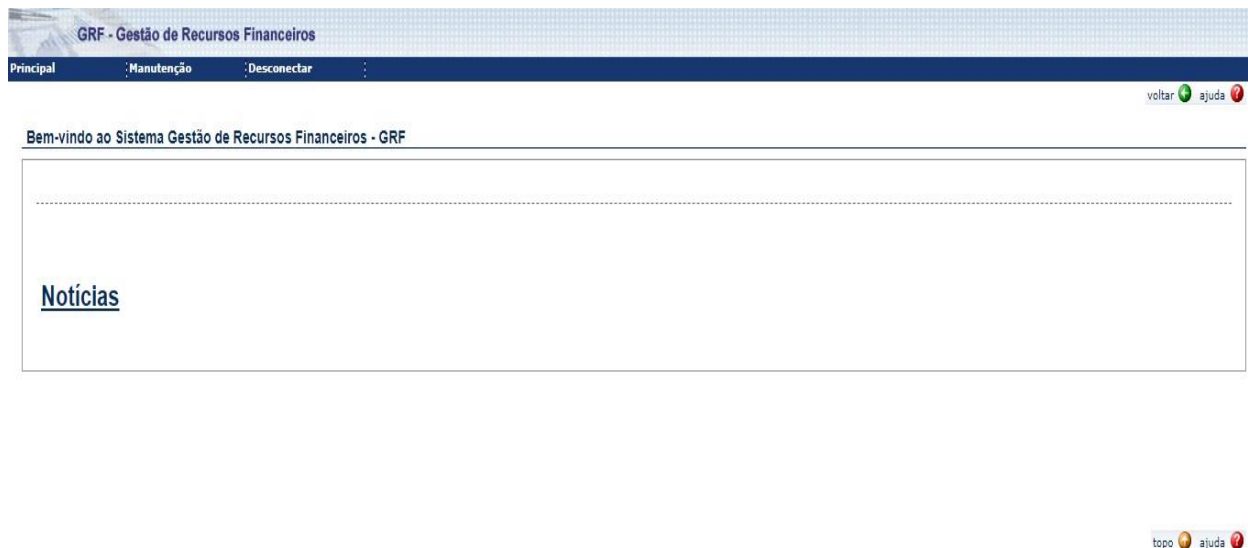 GRF - Gestão de Recursos Financeiros
Principal Manutenção Desconectar
voltar ajuda
Bem-vindo ao Sistema Gestão de Recursos Financeiros - GRF
Notícias
topo ajuda